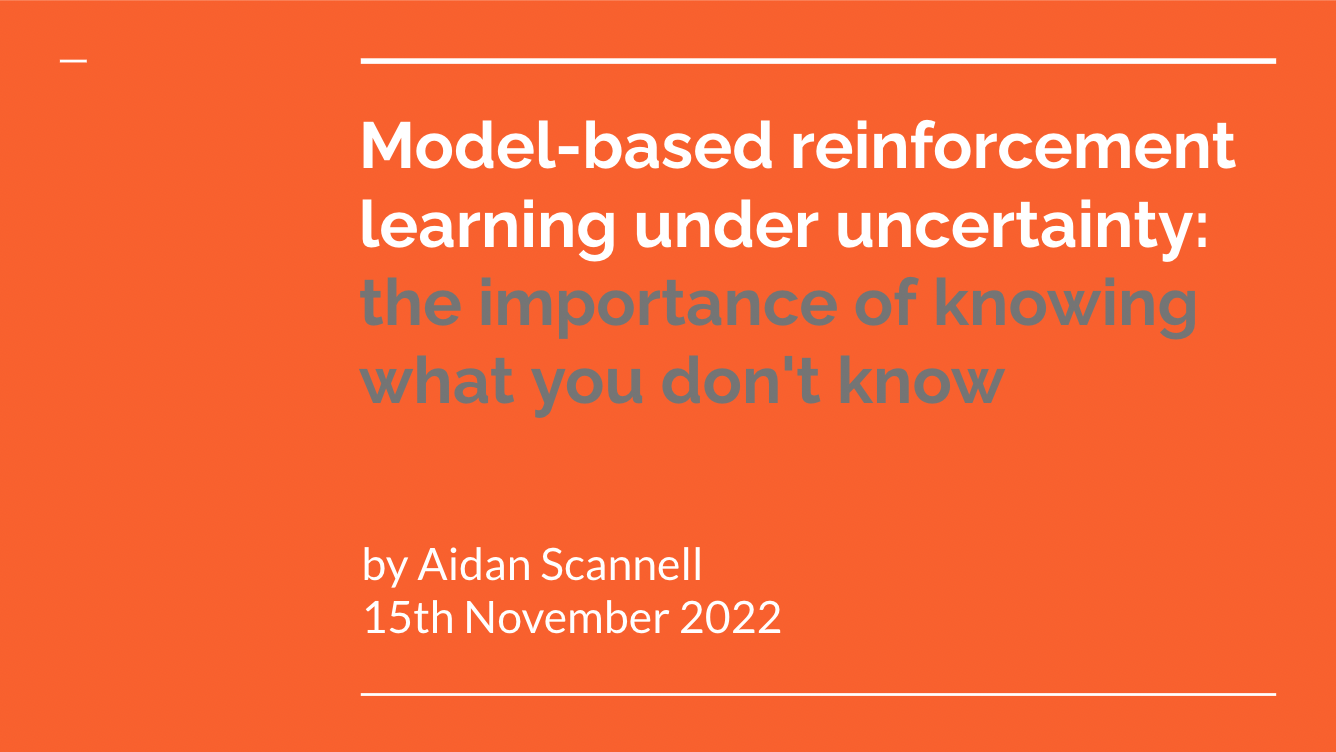 Model-based reinforcement
learning under uncertainty:
the importance of knowing
what you don't know
by Aidan Scannell
15th November 2022